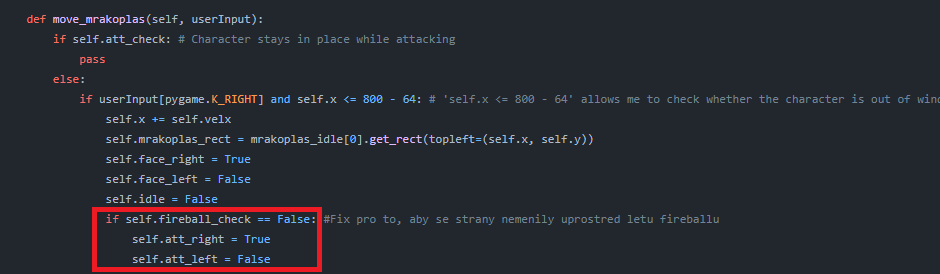 def move_mrakoplas(self, userInput):
if self.att_check: # Character stays in place while attacking
pass
else:
if userInput[pygame.K_RIGHT] and self.x <= 800 - 64: # 'self.x <= 800 - 64' allows me to check whether the character is out of
self.x += self.velx
self.mrakoplas_rect = mrakoplas_idle[0].get_rect(topleft=(self.x, self.y))
self.face_right = True
self.face_left = False
self.idle = False
if self.fireball_check == False: #Fix pro to, aby se strany nemenily uprostred letu fireballu
self.att_right = True
self.att_left = False